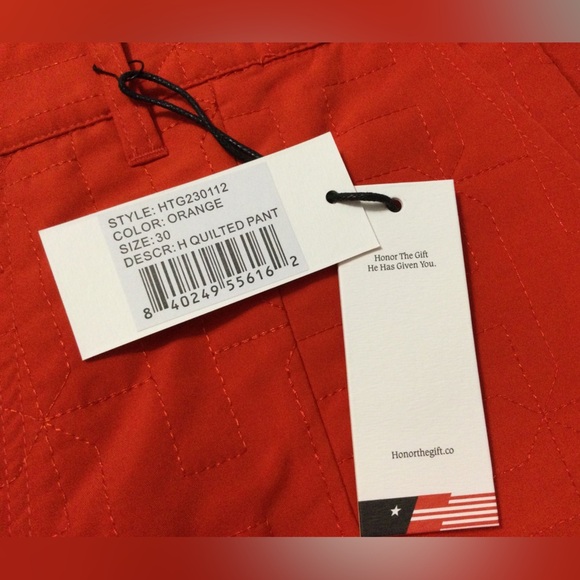 STYLE: HTG230112
COLOR: ORANGE
SIZE: 30
DESCR: H QUILTED PANT
8 40249 55616 2
Honor The Gift
He Has Given You.
Honorthegift.co